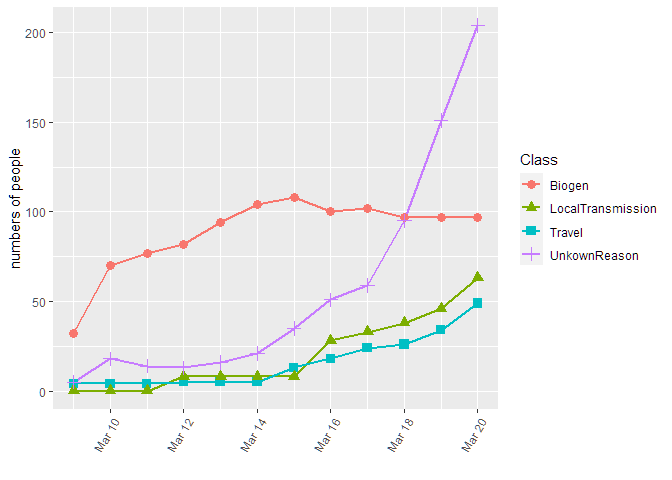 numbers of people
200
150
100
50
0
Mar 10
Mar 12
Mar 14
Mar 16
Mar 18
Mar 20
Class
Biogen
LocalTransmission
Travel
UnkownReason